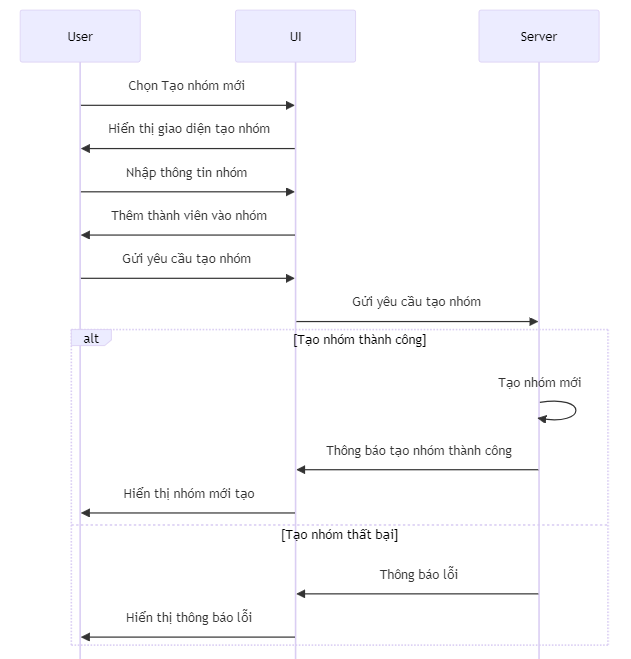 User
UI
Server
Chọn Tạo nhóm mới
Hiển thị giao diện tạo nhóm
Nhập thông tin nhóm
Thêm thành viên vào nhóm
Gửi yêu cầu tạo nhóm
Gửi yêu cầu tạo nhóm
alt
[Tạo nhóm thành công]
Tạo nhóm mới
Thông báo tạo nhóm thành công
Hiển thị nhóm mới tạo
[Tạo nhóm thất bại]
Thông báo lỗi
Hiển thị thông báo lỗi